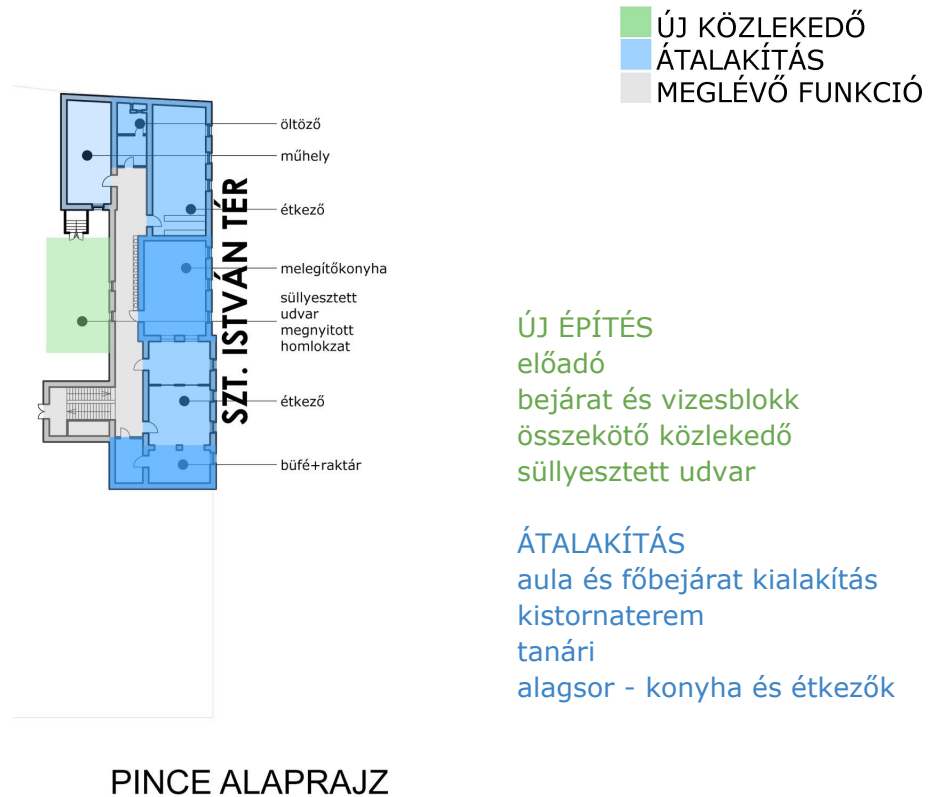 ÚJ KÖZLEKEDŐ
ÁTALAKÍTÁS
MEGLÉVŐ FUNKCIÓ
öltöző
műhely
étkező
melegítőkonyha
süllyesztett
udvar
megnyitott
homlokzat
étkező
büfé+raktár
SZT. ISTVÁN TÉR
ÚJ ÉPÍTÉS
előadó
bejárat és vizesblokk
összekötő közlekedő
süllyesztett udvar
ÁTALAKÍTÁS
aula és főbejárat kialakítás
kistornaterem
tanári
alagsor - konyha és étkezők
PINCE ALAPRAJZ